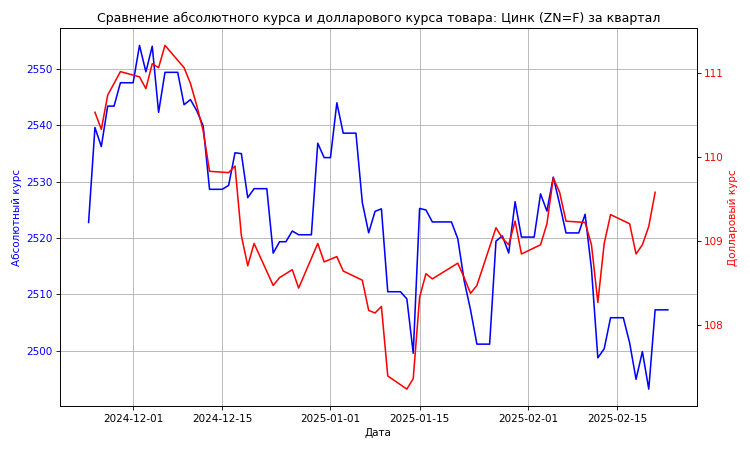 Сравнение абсолютного курса и долларового курса товара: Цинк (ZN=F) за квартал
2550
2540
2530
2520
2510
2500
Абсолютный курс
111
110
109
108
Долларовый курс
2024-12-01 2024-12-15 2025-01-01 2025-01-15 2025-02-01 2025-02-15
Дата